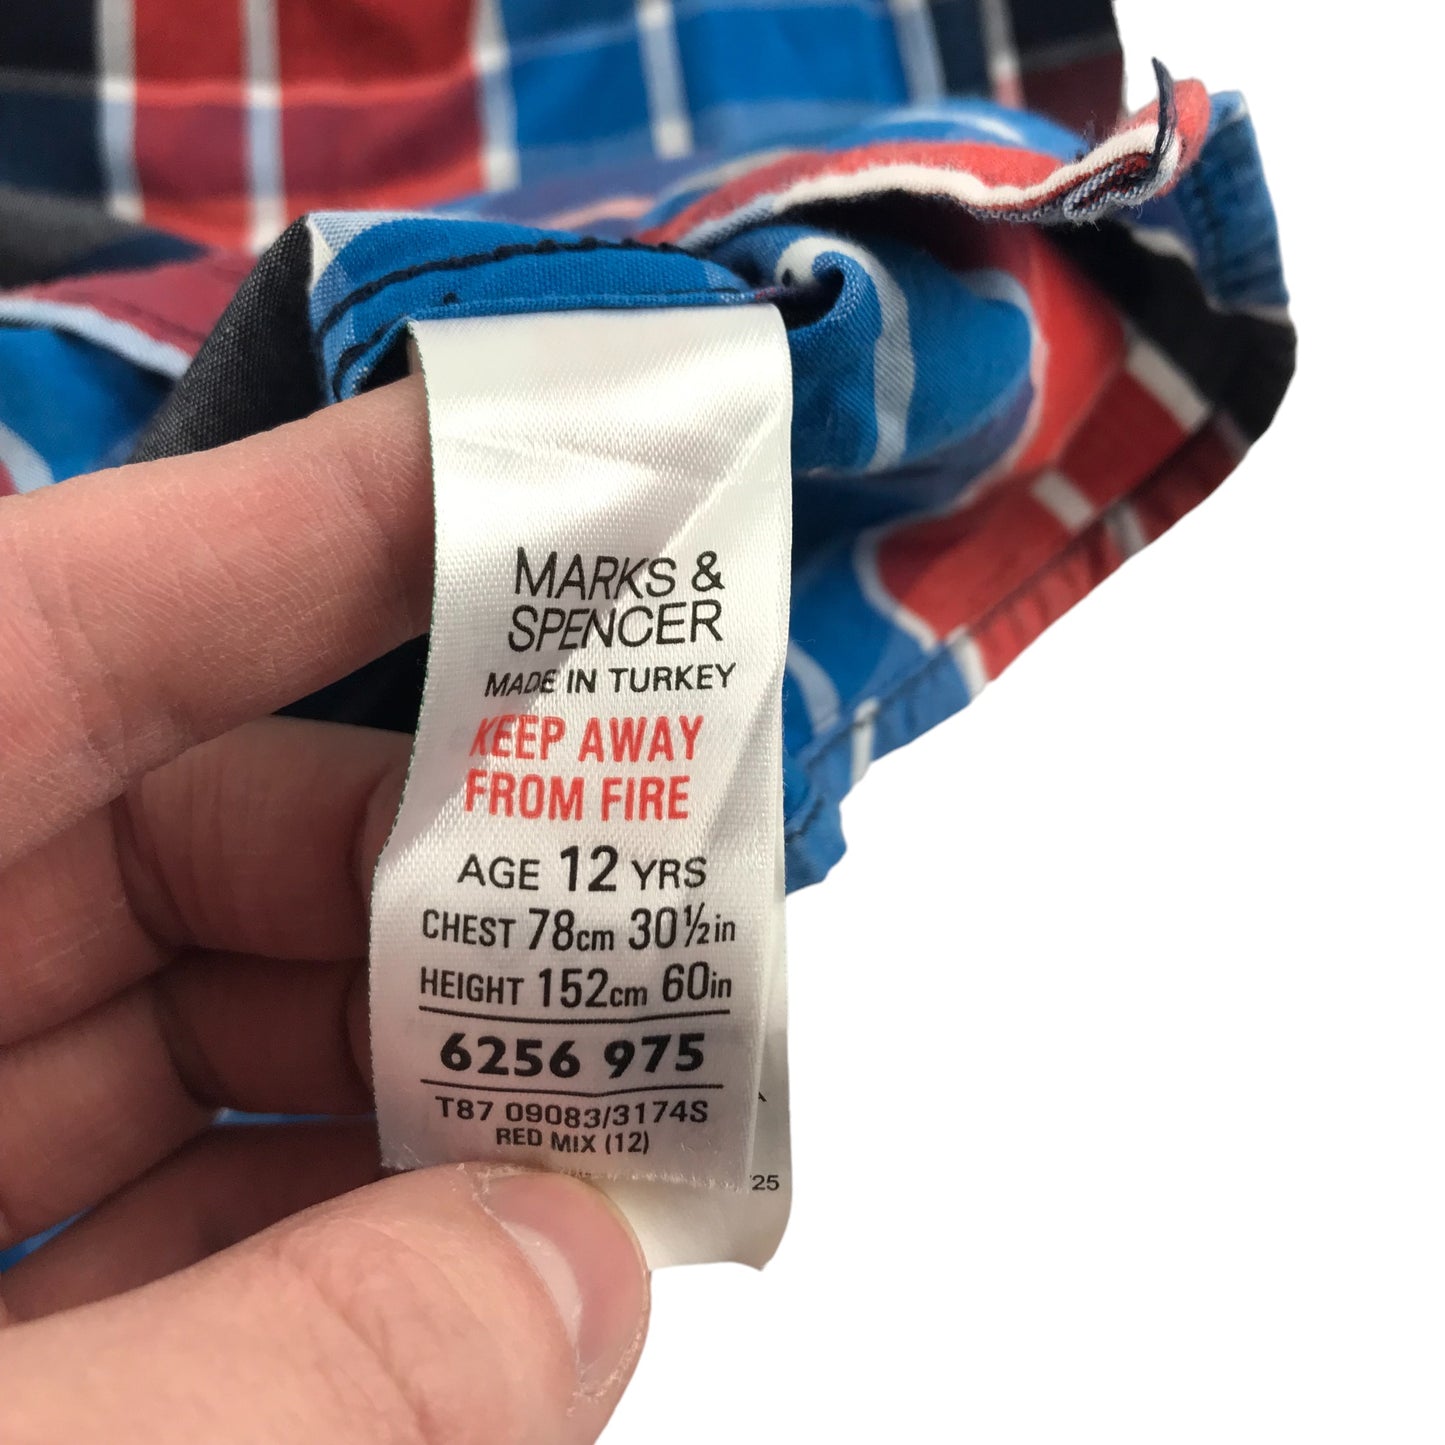 MARKS &
SPENCER
MADE IN TURKEY
KEEP AWAY
FROM FIRE
AGE 12 YRS
CHEST 78cm 30½in
HEIGHT 152cm 60in
6256 975
T87 09083/3174S
RED MIX (12)
25